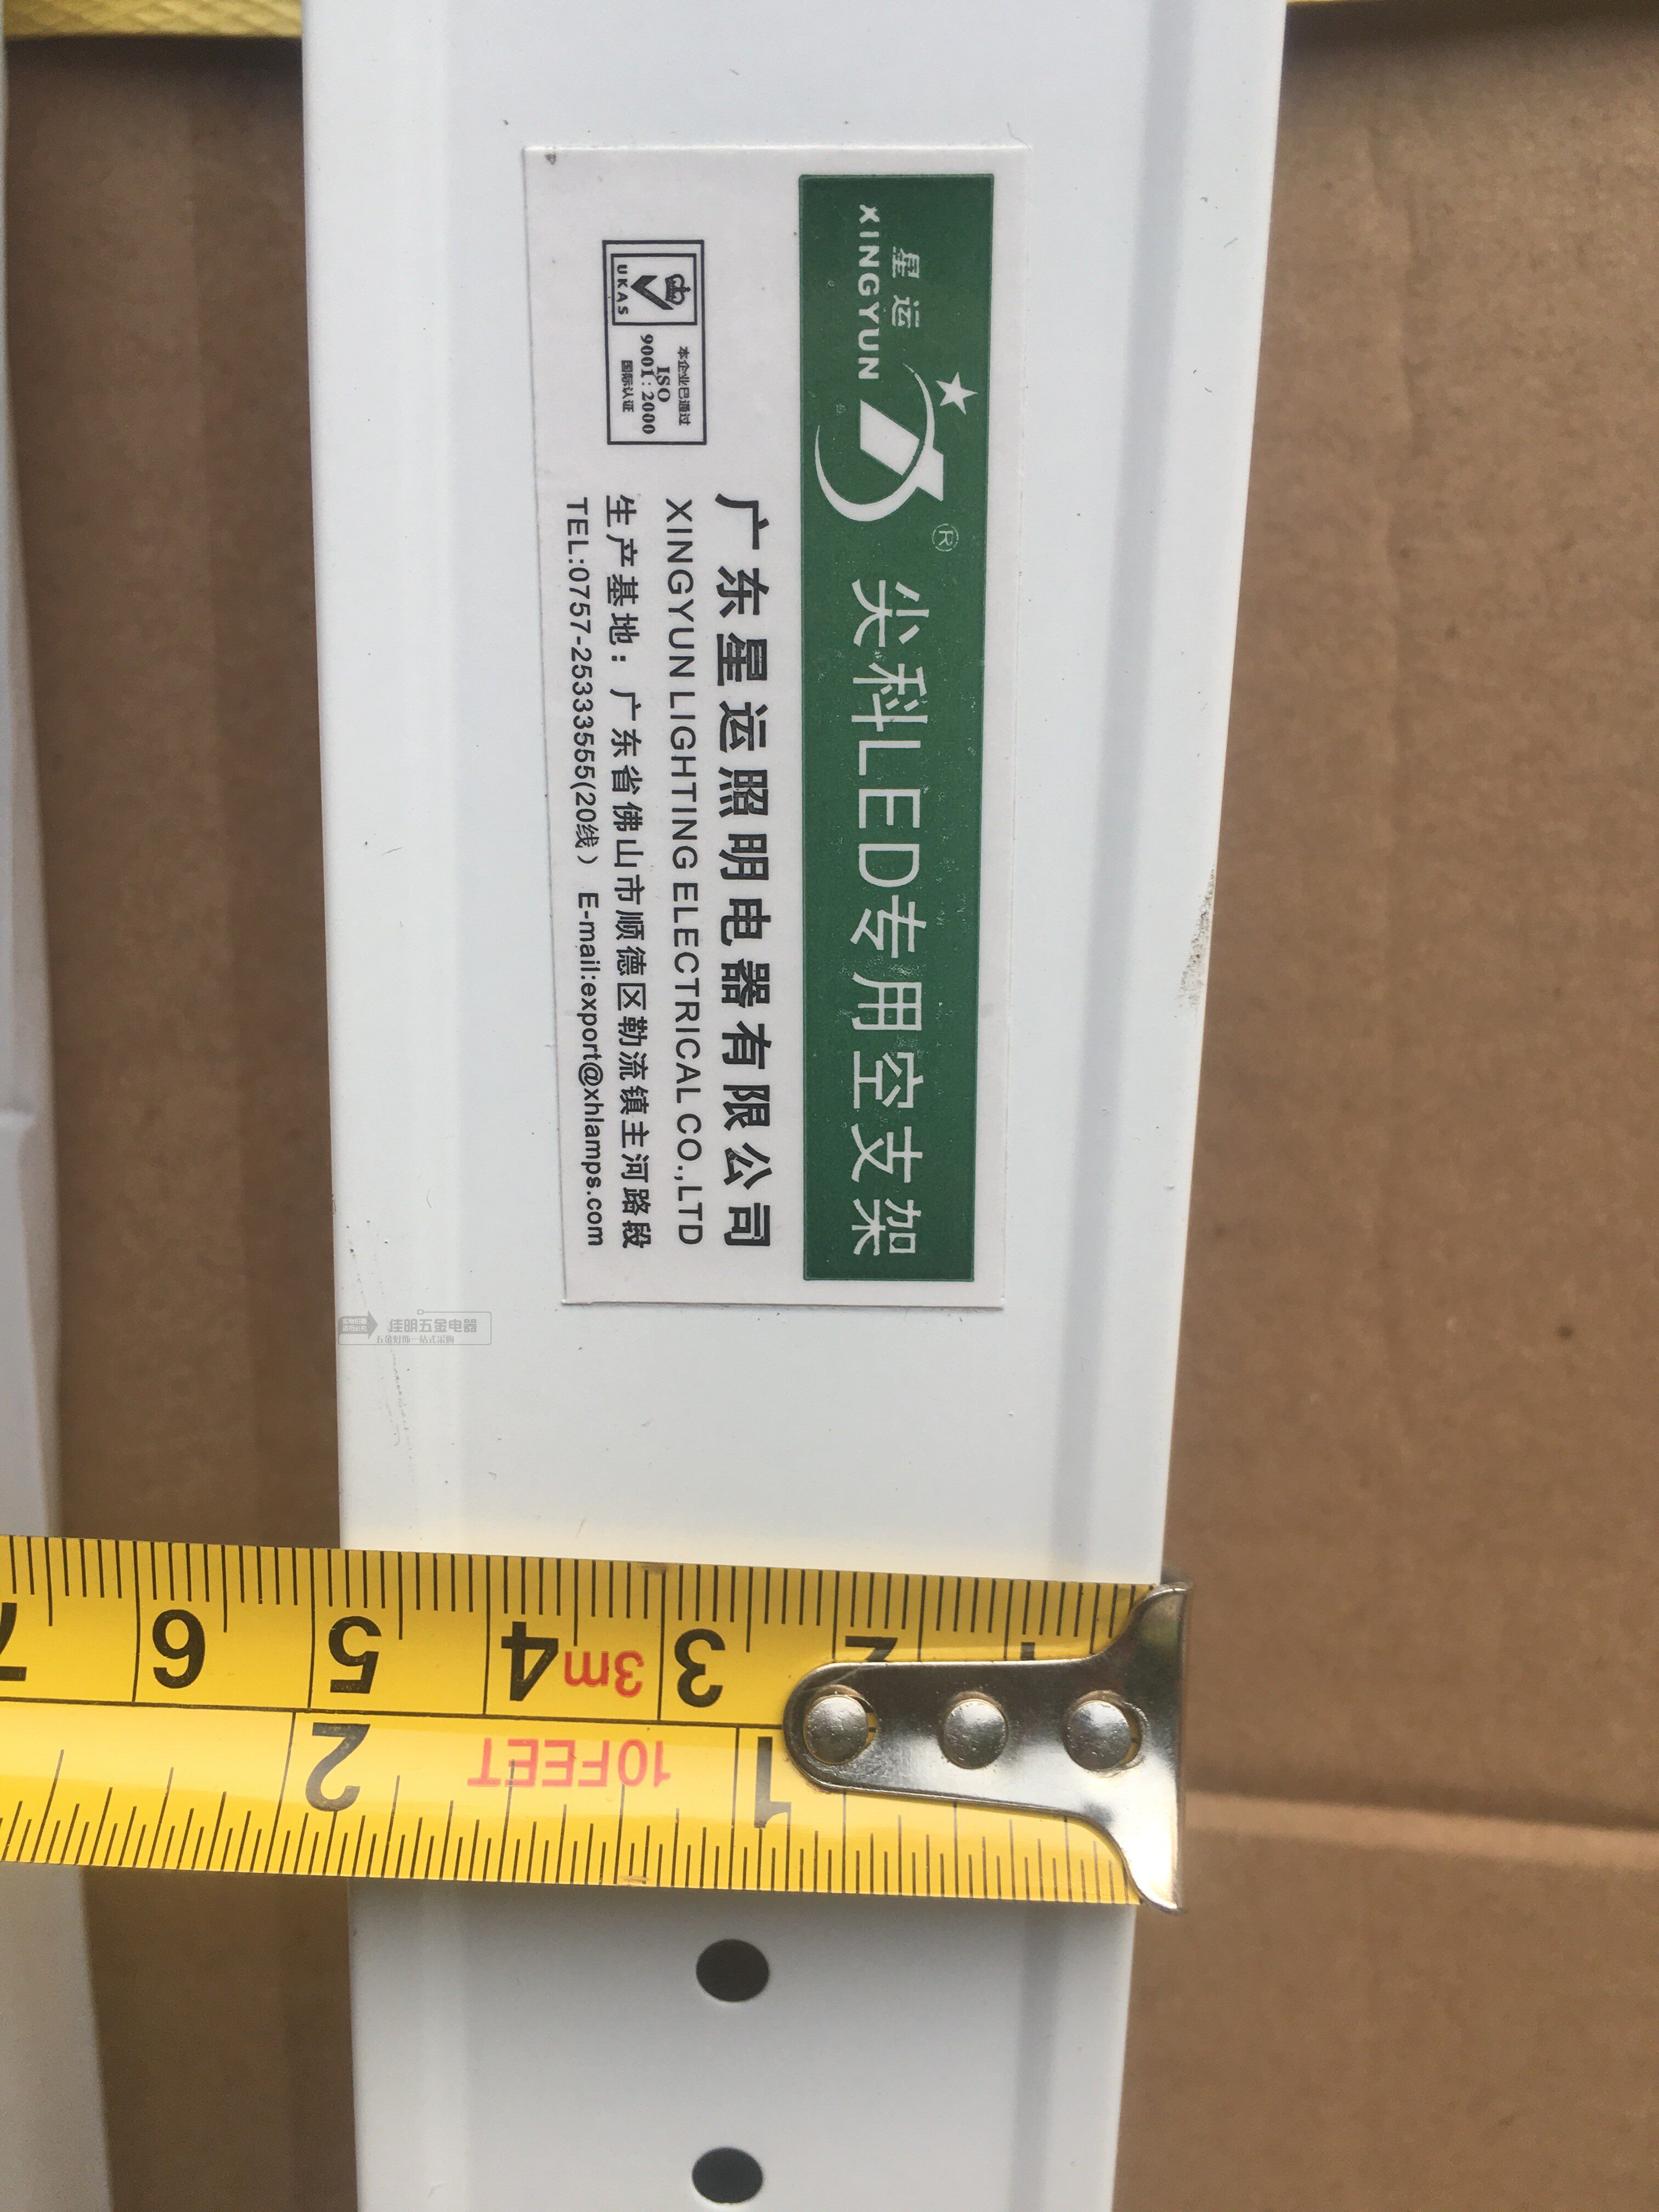 星运
XINGYUN
®
尖科LED专用空支架
本企业已通过
ISO
9001:2000
国际认证
UKAS
广东星运照明电器有限公司
XINGYUN LIGHTING ELECTRICAL CO.,LTD
生产基地：广东省佛山市顺德区勒流镇主河路段
TEL:0757-25333555(20线) E-mail:export@xhlamps.com
佳明五金电器
7 6 5 4 3m 3 2 1
2 10FEET 1